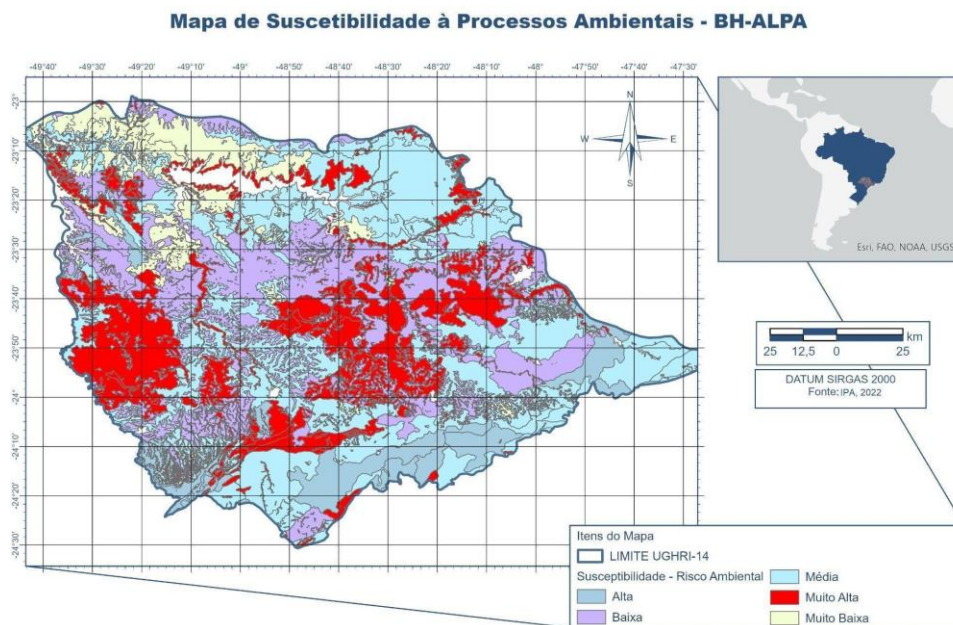 Mapa de Suscetibilidade à Processos Ambientais - BH-ALPA
-49°40' -49°30' -49°20' -49°10' -49° -48°50' -48°40' -48°30' -48°20' -48°10' -48° -47°50' -47°40' -47°30'
-23°
-23°10'
-23°20'
-23°30'
-23°40'
-23°50'
-24°
-24°10'
-24°20'
-24°30'
N
W E
S
Esri, FAO, NOAA, USGS
25 12,5 0 25 km
DATUM SIRGAS 2000
Fonte: IPA, 2022
Itens do Mapa
LIMITE UGHRI-14
Susceptibilidade - Risco Ambiental
Alta
Baixa
Média
Muito Alta
Muito Baixa